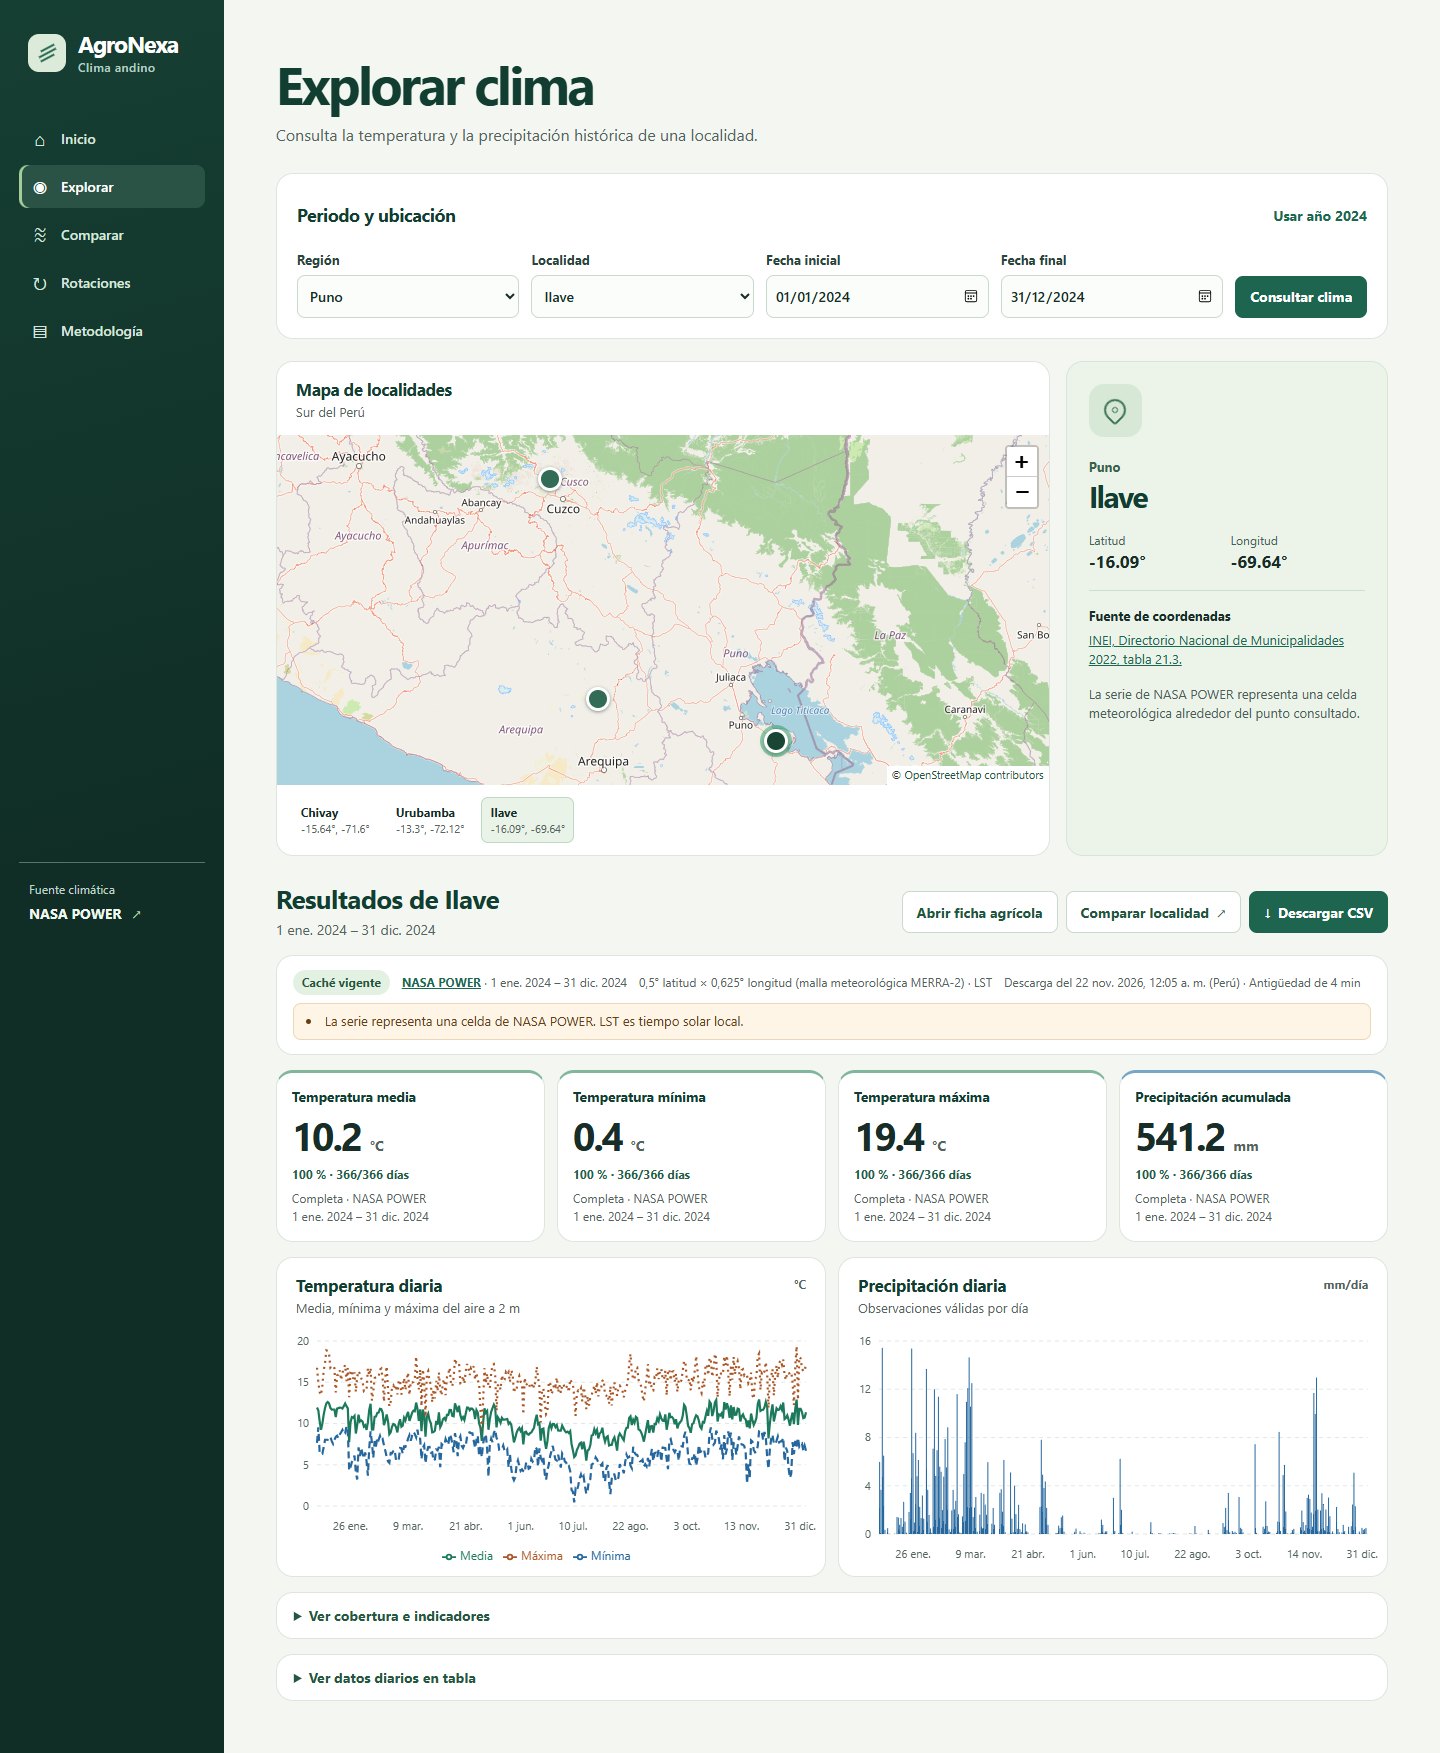 AgroNexa
Clima andino
Inicio
Explorar
Comparar
Rotaciones
Metodología
Fuente climática
NASA POWER ↗
Explorar clima
Consulta la temperatura y la precipitación histórica de una localidad.
Periodo y ubicación
Usar año 2024
Región
Localidad
Fecha inicial
Fecha final
Puno
Ilave
01/01/2024
31/12/2024
Consultar clima
Mapa de localidades
Sur del Perú
ncavelica
Ayacucho
Cusco
Abancay
Cuzco
Andahuaylas
Ayacucho
Apurímac
La Paz
San Bo
Puno
Juliaca
Lago Titicaca
Caranavi
Puno
Arequipa
Arequipa
+
−
© OpenStreetMap contributors
Chivay
-15.64°, -71.6°
Urubamba
-13.3°, -72.12°
Ilave
-16.09°, -69.64°
Puno
Ilave
Latitud
Longitud
-16.09°
-69.64°
Fuente de coordenadas
INEI, Directorio Nacional de Municipalidades
2022, tabla 21.3.
La serie de NASA POWER representa una celda
meteorológica alrededor del punto consultado.
Resultados de Ilave
1 ene. 2024 – 31 dic. 2024
Abrir ficha agrícola
Comparar localidad ↗
↓ Descargar CSV
Caché vigente
NASA POWER · 1 ene. 2024 – 31 dic. 2024
0,5° latitud × 0,625° longitud (malla meteorológica MERRA-2) · LST
Descarga del 22 nov. 2026, 12:05 a. m. (Perú) · Antigüedad de 4 min
• La serie representa una celda de NASA POWER. LST es tiempo solar local.
Temperatura media
10.2 °C
100 % · 366/366 días
Completa · NASA POWER
1 ene. 2024 – 31 dic. 2024
Temperatura mínima
0.4 °C
100 % · 366/366 días
Completa · NASA POWER
1 ene. 2024 – 31 dic. 2024
Temperatura máxima
19.4 °C
100 % · 366/366 días
Completa · NASA POWER
1 ene. 2024 – 31 dic. 2024
Precipitación acumulada
541.2 mm
100 % · 366/366 días
Completa · NASA POWER
1 ene. 2024 – 31 dic. 2024
Temperatura diaria
°C
Media, mínima y máxima del aire a 2 m
20
15
10
5
0
26 ene.
9 mar.
21 abr.
1 jun.
10 jul.
22 ago.
3 oct.
13 nov.
31 dic.
Media
Máxima
Mínima
Precipitación diaria
mm/día
Observaciones válidas por día
16
12
8
4
0
26 ene.
9 mar.
21 abr.
1 jun.
10 jul.
22 ago.
3 oct.
14 nov.
31 dic.
▶ Ver cobertura e indicadores
▶ Ver datos diarios en tabla